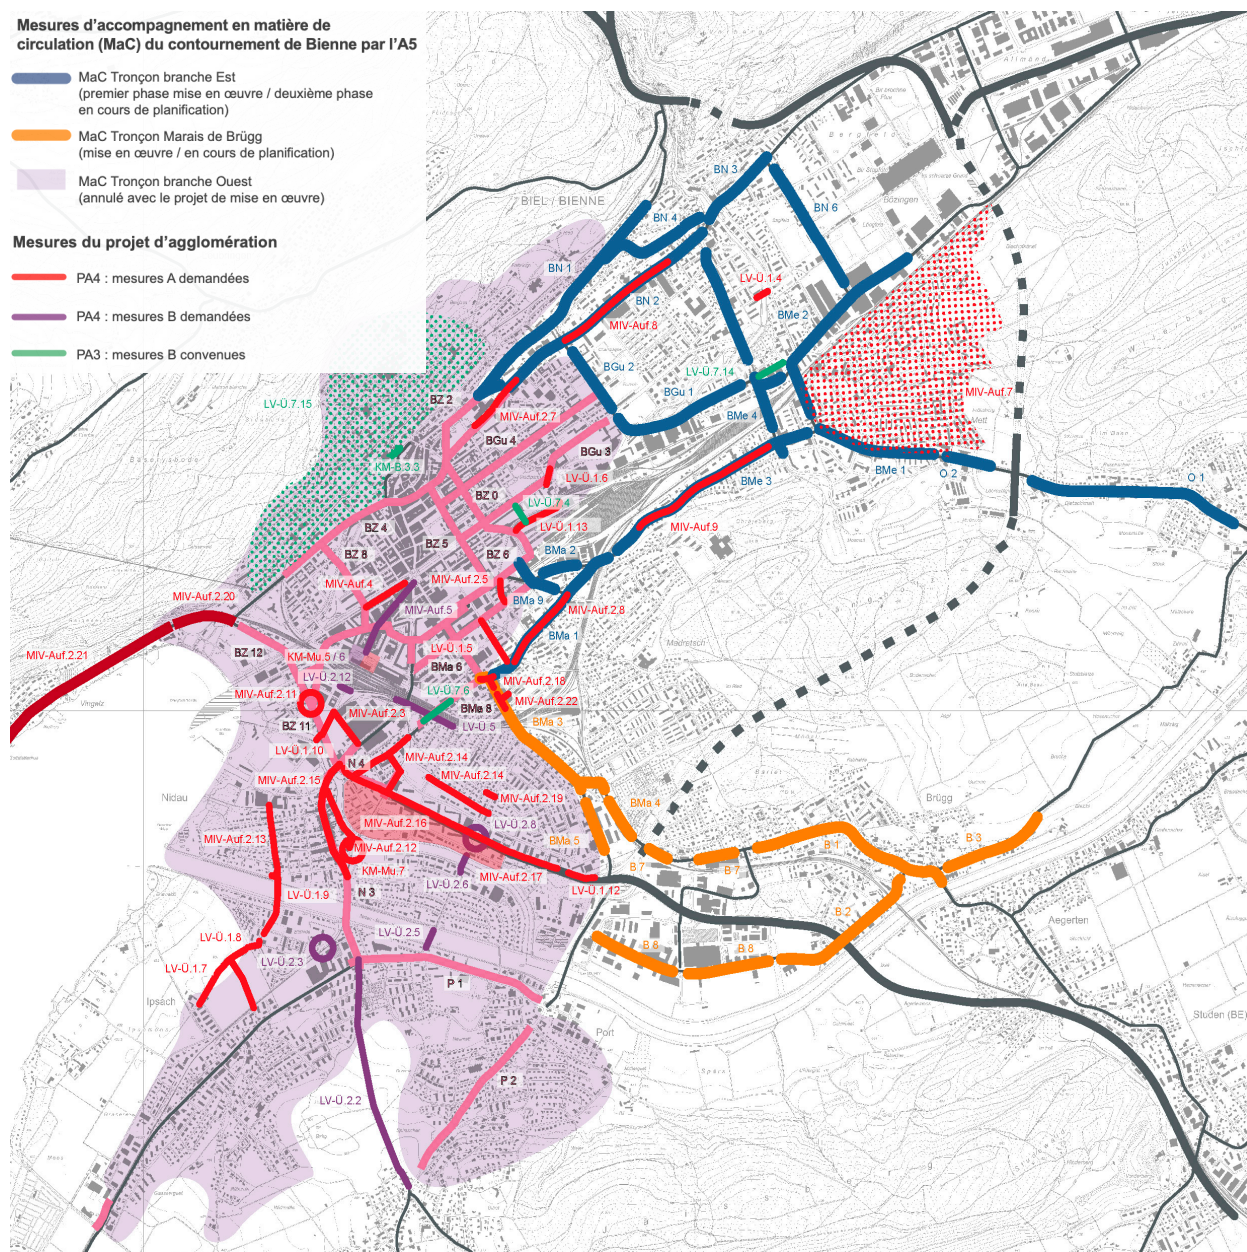 Mesures d'accompagnement en matière de
circulation (MaC) du contournement de Bienne par l'A5
MaC Tronçon branche Est
(premier phase mise en œuvre / deuxième phase
en cours de planification)
MaC Tronçon Marais de Brügg
(mise en œuvre / en cours de planification)
MaC Tronçon branche Ouest
(annulé avec le projet de mise en œuvre)
Mesures du projet d'agglomération
PA4 : mesures A demandées
PA4 : mesures B demandées
PA3 : mesures B convenues
Allmend
Bergfeld
BN 3
BIEL / BIENNE
Bözingen
BN 4
BN 6
BN 1
LV-Ü.1.4
BN 2
BMe 2
MIV-Auf.8
BGu 2
LV-Ü.7.14
BGu 1
MIV-Auf.7
LV-Ü.7.15
BZ 2
MIV-Auf.2.7
BMe 4
Mett
BGu 4
BGu 3
KM-B.3.3
BMe 1
O 2
O 1
LV-Ü.1.6
BMe 3
BZ 0
LV-Ü.7.4
BZ 4
LV-Ü.1.13
MIV-Auf.9
BZ 5
BZ 8
BZ 6
BMa 2
MIV-Auf.4
MIV-Auf.2.5
MIV-Auf.2.20
BMa 9
MIV-Auf.5
MIV-Auf.2.8
BMa 1
Madretsch
LV-Ü.1.5
BZ 12
MIV-Auf.2.21
KM-Mu.5 / 6
BMa 6
LV-Ü.2.12
MIV-Auf.2.18
MIV-Auf.2.11
LV-Ü.7.6
Vingelz
BMa 8
MIV-Auf.2.22
MIV-Auf.2.3
BZ 11
LV-Ü.5
BMa 3
LV-Ü.1.10
MIV-Auf.2.14
N 4
MIV-Auf.2.15
MIV-Auf.2.14
Nidau
MIV-Auf.2.19
BMa 4
Brügg
LV-Ü.2.8
MIV-Auf.2.16
MIV-Auf.2.13
BMa 5
B 1
B 3
MIV-Auf.2.12
B 7
B 7
KM-Mu.7
LV-Ü.2.6
MIV-Auf.2.17
N 3
LV-Ü.1.12
LV-Ü.1.9
B 2
Aegerten
LV-Ü.1.8
LV-Ü.2.5
LV-Ü.2.3
B 8
B 8
LV-Ü.1.7
P 1
Ipsach
Studen (BE)
Port
P 2
LV-Ü.2.2